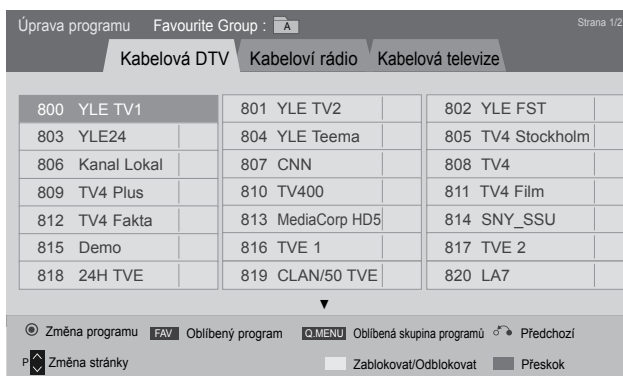 Úprava programu Favourite Group : A Strana 1/2
Kabelová DTV Kabeloví rádio Kabelová televize
800 YLE TV1 801 YLE TV2 802 YLE FST
803 YLE24 804 YLE Teema 805 TV4 Stockholm
806 Kanal Lokal 807 CNN 808 TV4
809 TV4 Plus 810 TV400 811 TV4 Film
812 TV4 Fakta 813 MediaCorp HD5 814 SNY_SSU
815 Demo 816 TVE 1 817 TVE 2
818 24H TVE 819 CLAN/50 TVE 820 LA7
Změna programu FAV Oblíbený program Q.MENU Oblíbená skupina programů Předchozí
P Změna stránky Zablokovat/Odblokovat Přeskok